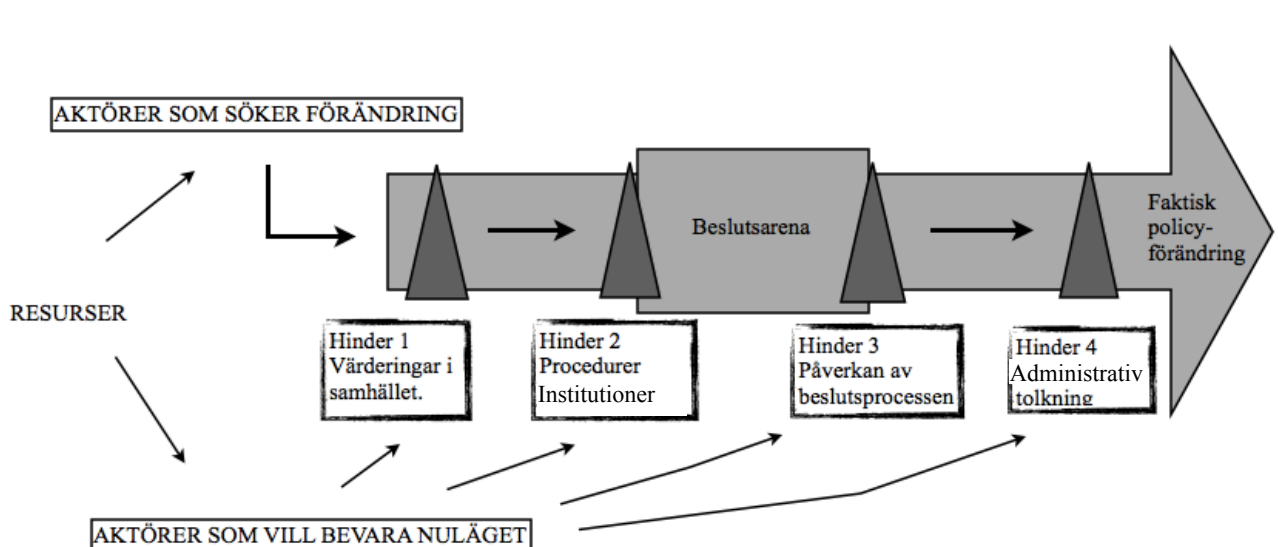 AKTÖRER SOM SÖKER FÖRÄNDRING
Beslutsarena
Faktisk
policy-
förändring
RESURSER
Hinder 1
Värderingar i
samhället.
Hinder 2
Procedurer
Institutioner
Hinder 3
Påverkan av
beslutsprocessen
Hinder 4
Administrativ
tolkning
AKTÖRER SOM VILL BEVARA NULÄGET